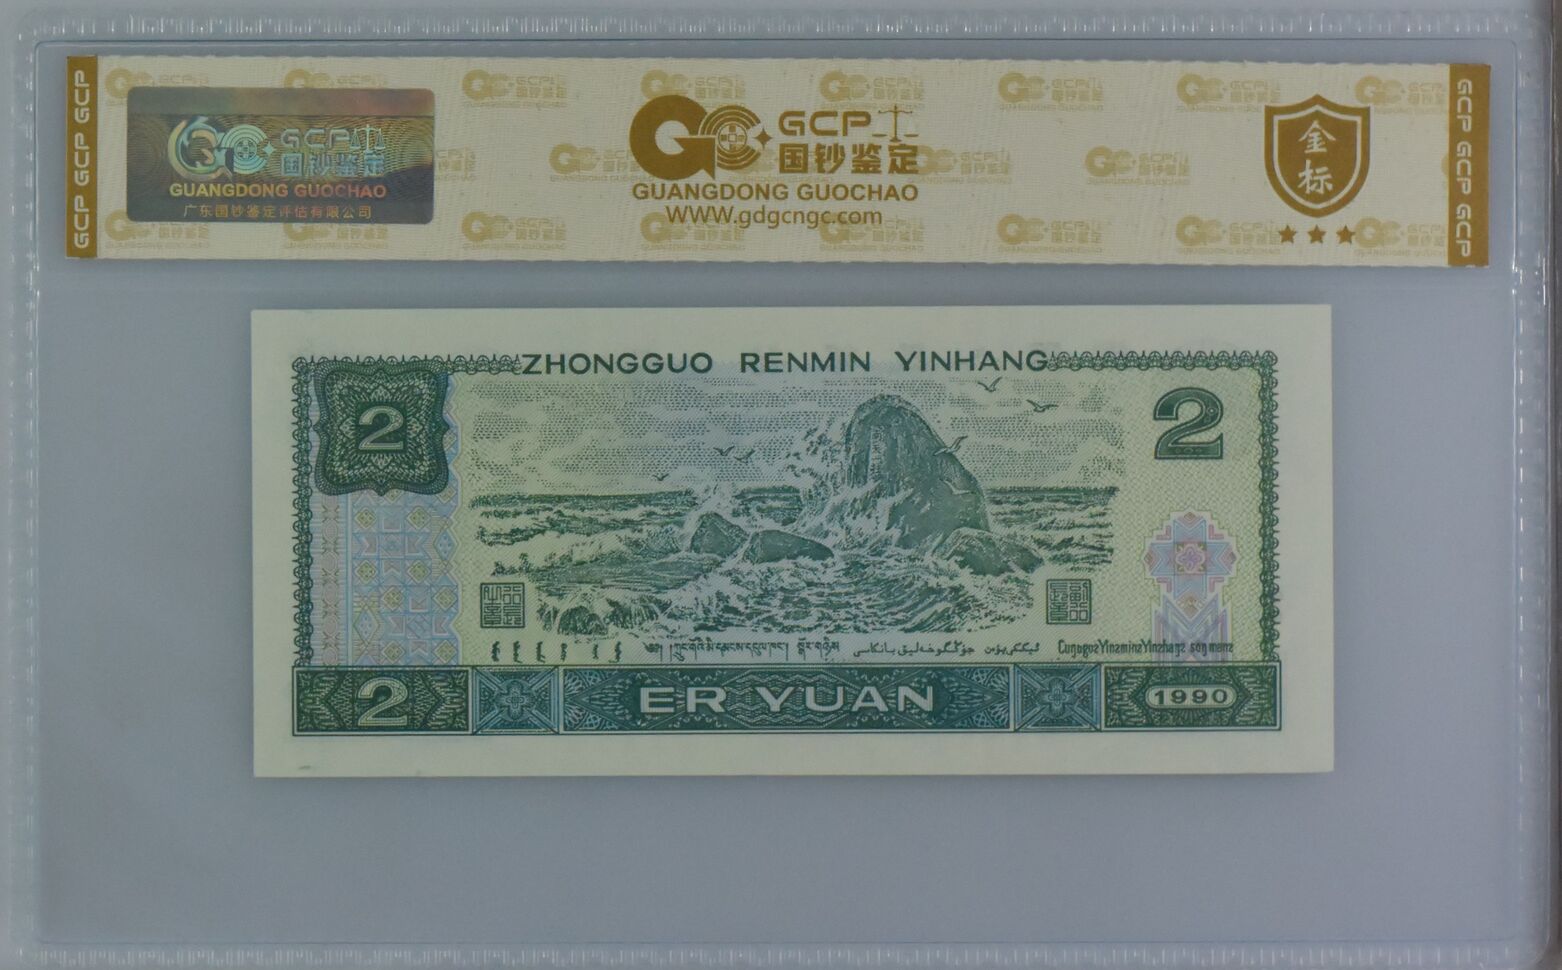 GCP GCP GCP
GCP 国钞鉴定
GUANGDONG GUOCHAO
广东国钞鉴定评估有限公司
GCP
国钞鉴定
GUANGDONG GUOCHAO
WWW.gdgcngc.com
金标
GCP GCP GCP
ZHONGGUO RENMIN YINHANG
2
2
2
ER YUAN
1990